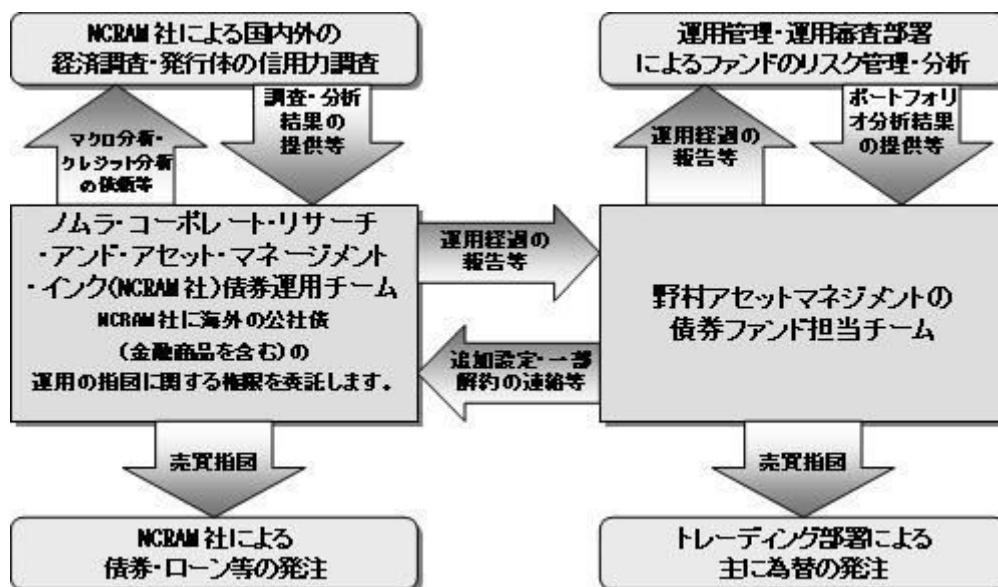 NCRAM社による国内外の
経済調査・発行体の信用力調査
運用管理・運用審査部署
によるファンドのリスク管理・分析
マクロ分析・
クレジット分析
の依頼等
調査・分析
結果の
提供等
運用経過の
報告等
ポートフォリ
オ分析結果
の提供等
ノムラ・コーポレート・リサーチ
・アンド・アセット・マネージメント
・インク(NCRAM社)債券運用チーム
NCRAM社に海外の公社債
(金融商品を含む)の
運用の指図に関する権限を委託します。
運用経過の
報告等
追加設定・一部
解約の連絡等
野村アセットマネジメントの
債券ファンド担当チーム
売買指図
売買指図
NCRAM社による
債券・ローン等の発注
トレーディング部署による
主に為替の発注